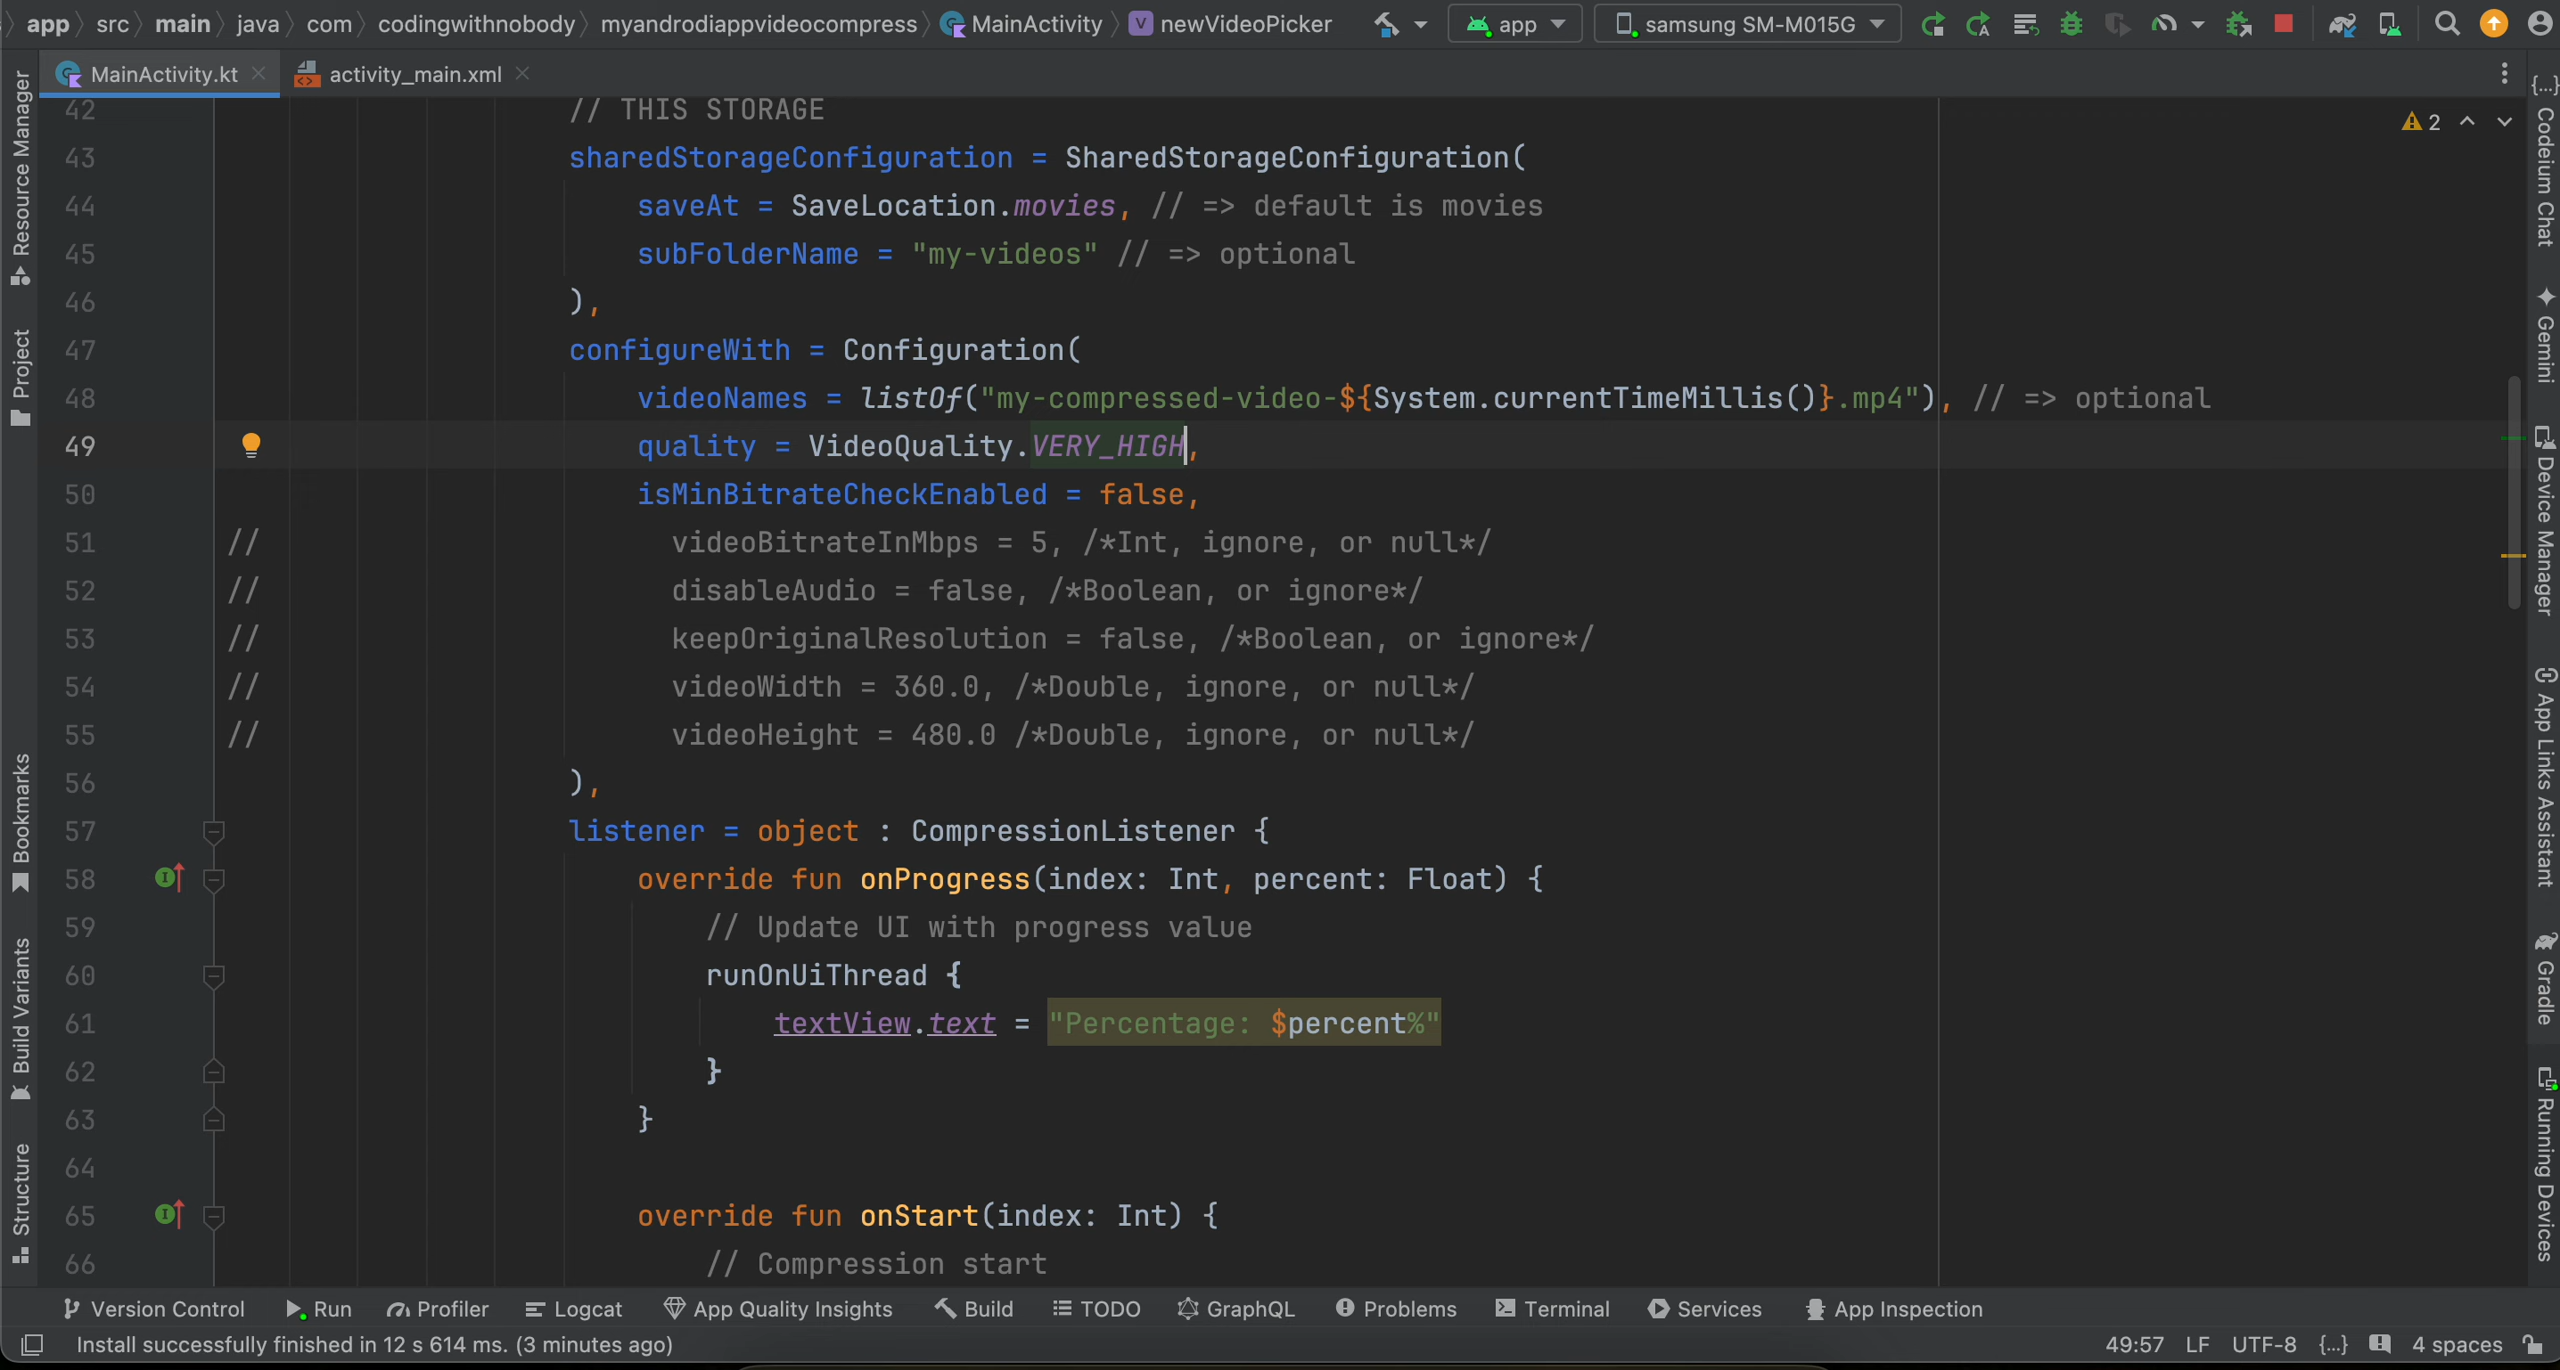 app src main java com codingwithnobody myandrodiappvideocompress MainActivity newVideoPicker app samsung SM-M015G
MainActivity.kt activity_main.xml
42 // THIS STORAGE
2
43 sharedStorageConfiguration = SharedStorageConfiguration(
44 saveAt = SaveLocation.movies, // => default is movies
45 subFolderName = "my-videos" // => optional
46 ),
47 configureWith = Configuration(
48 videoNames = listOf("my-compressed-video-${System.currentTimeMillis()}.mp4"), // => optional
49 quality = VideoQuality.VERY_HIGH,
50 isMinBitrateCheckEnabled = false,
51 // videoBitrateInMbps = 5, /*Int, ignore, or null*/
52 // disableAudio = false, /*Boolean, or ignore*/
53 // keepOriginalResolution = false, /*Boolean, or ignore*/
54 // videoWidth = 360.0, /*Double, ignore, or null*/
55 // videoHeight = 480.0 /*Double, ignore, or null*/
56 ),
57 listener = object : CompressionListener {
58 override fun onProgress(index: Int, percent: Float) {
59 // Update UI with progress value
60 runOnUiThread {
61 textView.text = "Percentage: $percent%"
62 }
63 }
64
65 override fun onStart(index: Int) {
66 // Compression start
Resource Manager
Project
Bookmarks
Build Variants
Structure
{...} Codeium Chat
Gemini
Device Manager
App Links Assistant
Gradle
Running Devices
Version Control Run Profiler Logcat App Quality Insights Build TODO GraphQL Problems Terminal Services App Inspection
Install successfully finished in 12 s 614 ms. (3 minutes ago) 49:57 LF UTF-8 {...} 4 spaces